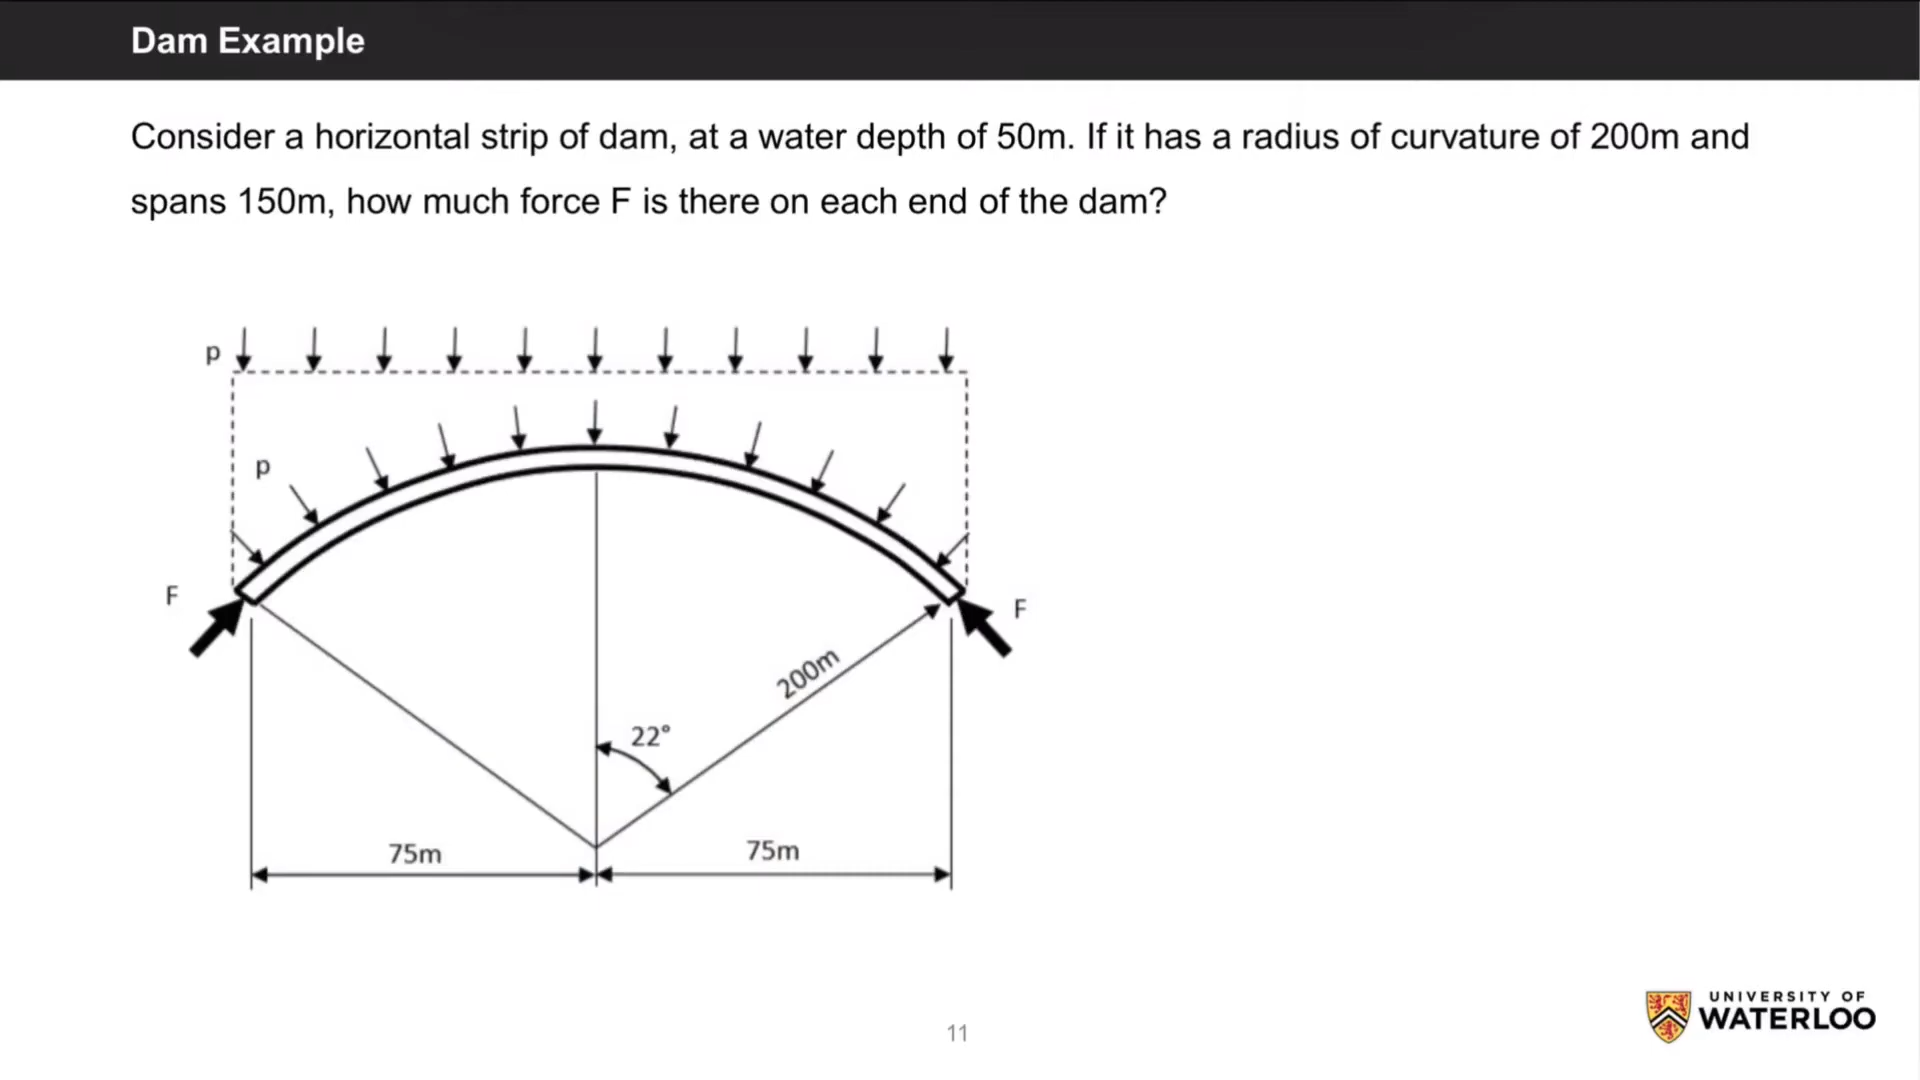 Dam Example
Consider a horizontal strip of dam, at a water depth of 50m. If it has a radius of curvature of 200m and
spans 150m, how much force F is there on each end of the dam?
p
p
F
F
200m
22°
75m
75m
11
UNIVERSITY OF
WATERLOO